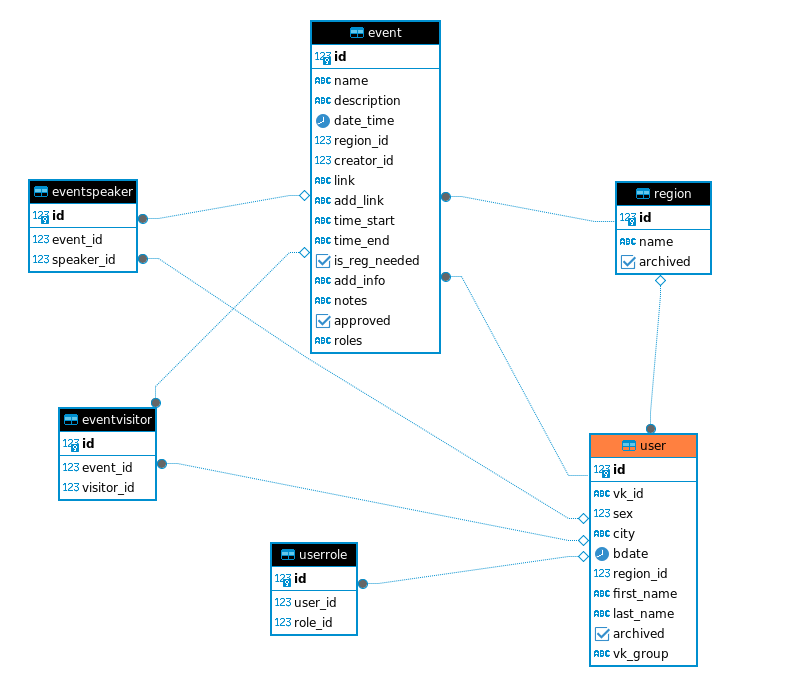 event
123 id
ABC name
ABC description
date_time
123 region_id
123 creator_id
ABC link
ABC add_link
ABC time_start
ABC time_end
is_reg_needed
ABC add_info
ABC notes
approved
ABC roles
eventspeaker
123 id
123 event_id
123 speaker_id
region
123 id
ABC name
archived
eventvisitor
123 id
123 event_id
123 visitor_id
user
123 id
ABC vk_id
123 sex
ABC city
bdate
123 region_id
ABC first_name
ABC last_name
archived
ABC vk_group
userrole
123 id
123 user_id
123 role_id